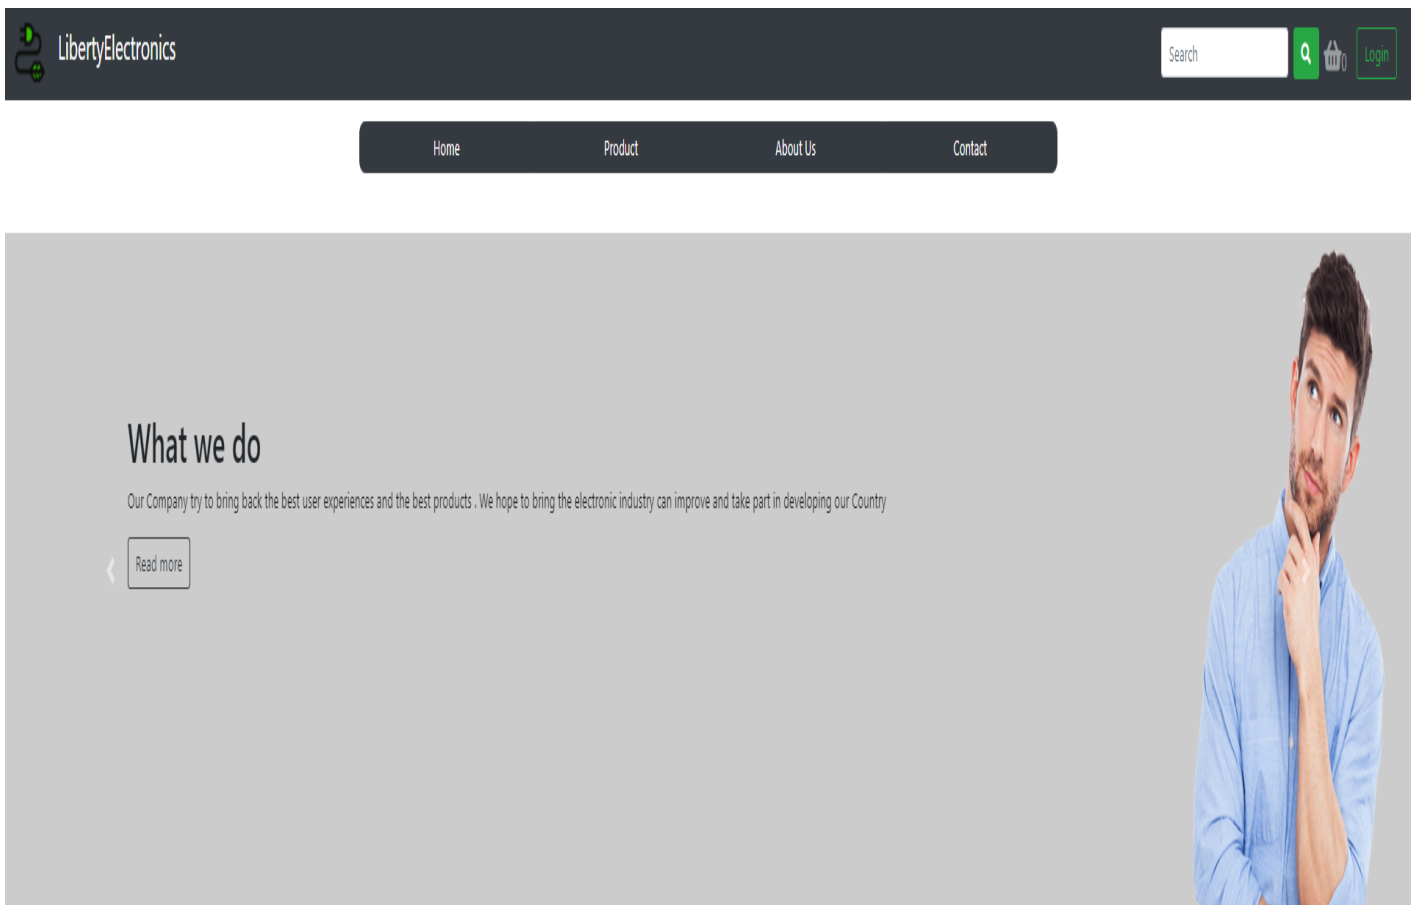 LibertyElectronics
Search
0
Login
Home Product About Us Contact
What we do
Our Company try to bring back the best user experiences and the best products . We hope to bring the electronic industry can improve and take part in developing our Country
Read more